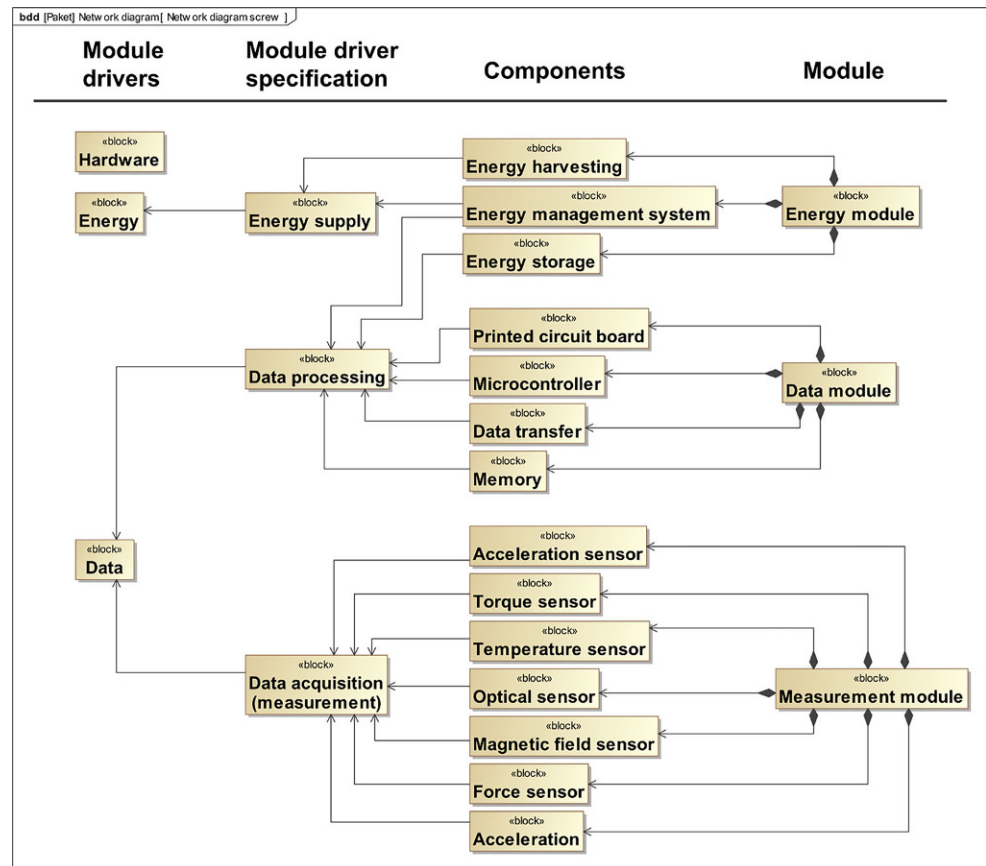 bdd [Paket] Network diagram[ Network diagram screw ]
Module drivers
Module driver specification
Components
Module
«block»
Hardware
«block»
Energy
«block»
Energy supply
«block»
Energy harvesting
«block»
Energy management system
«block»
Energy storage
«block»
Energy module
«block»
Data processing
«block»
Printed circuit board
«block»
Microcontroller
«block»
Data transfer
«block»
Memory
«block»
Data module
«block»
Data
«block»
Data acquisition
(measurement)
«block»
Acceleration sensor
«block»
Torque sensor
«block»
Temperature sensor
«block»
Optical sensor
«block»
Magnetic field sensor
«block»
Force sensor
«block»
Acceleration
«block»
Measurement module